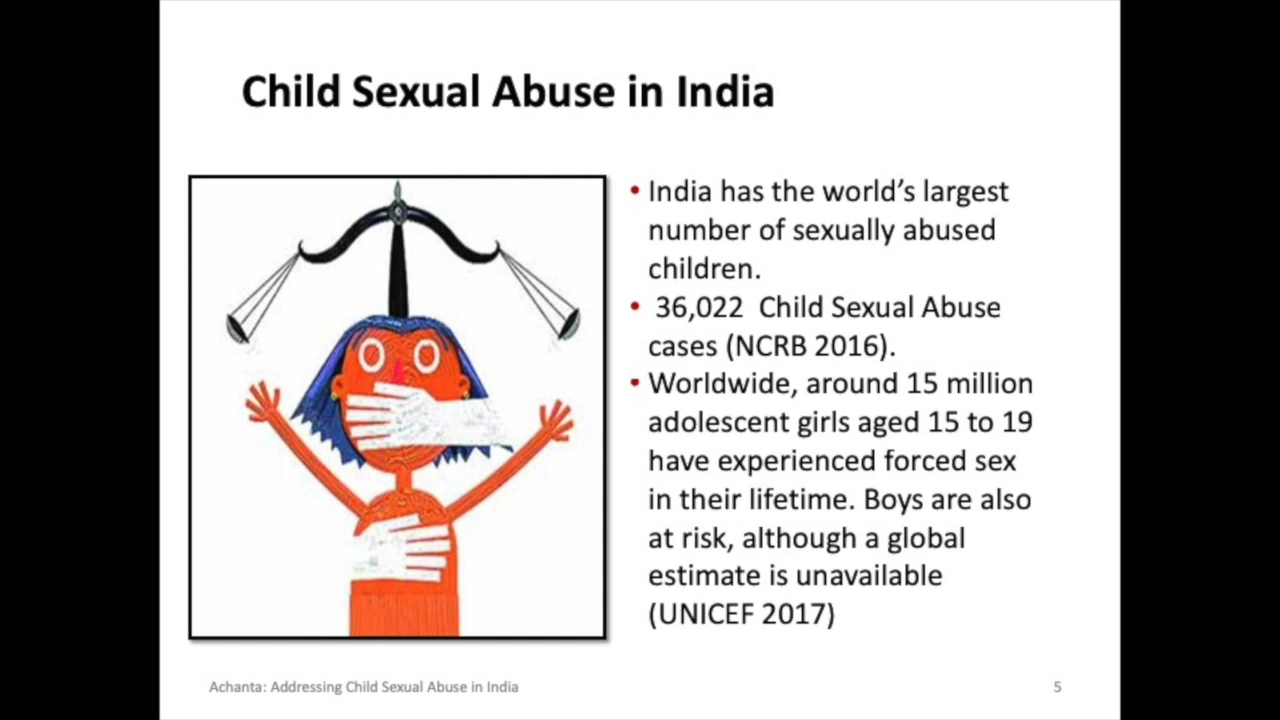 Child Sexual Abuse in India
• India has the world’s largest
number of sexually abused
children.
• 36,022 Child Sexual Abuse
cases (NCRB 2016).
• Worldwide, around 15 million
adolescent girls aged 15 to 19
have experienced forced sex
in their lifetime. Boys are also
at risk, although a global
estimate is unavailable
(UNICEF 2017)
Achanta: Addressing Child Sexual Abuse in India
5